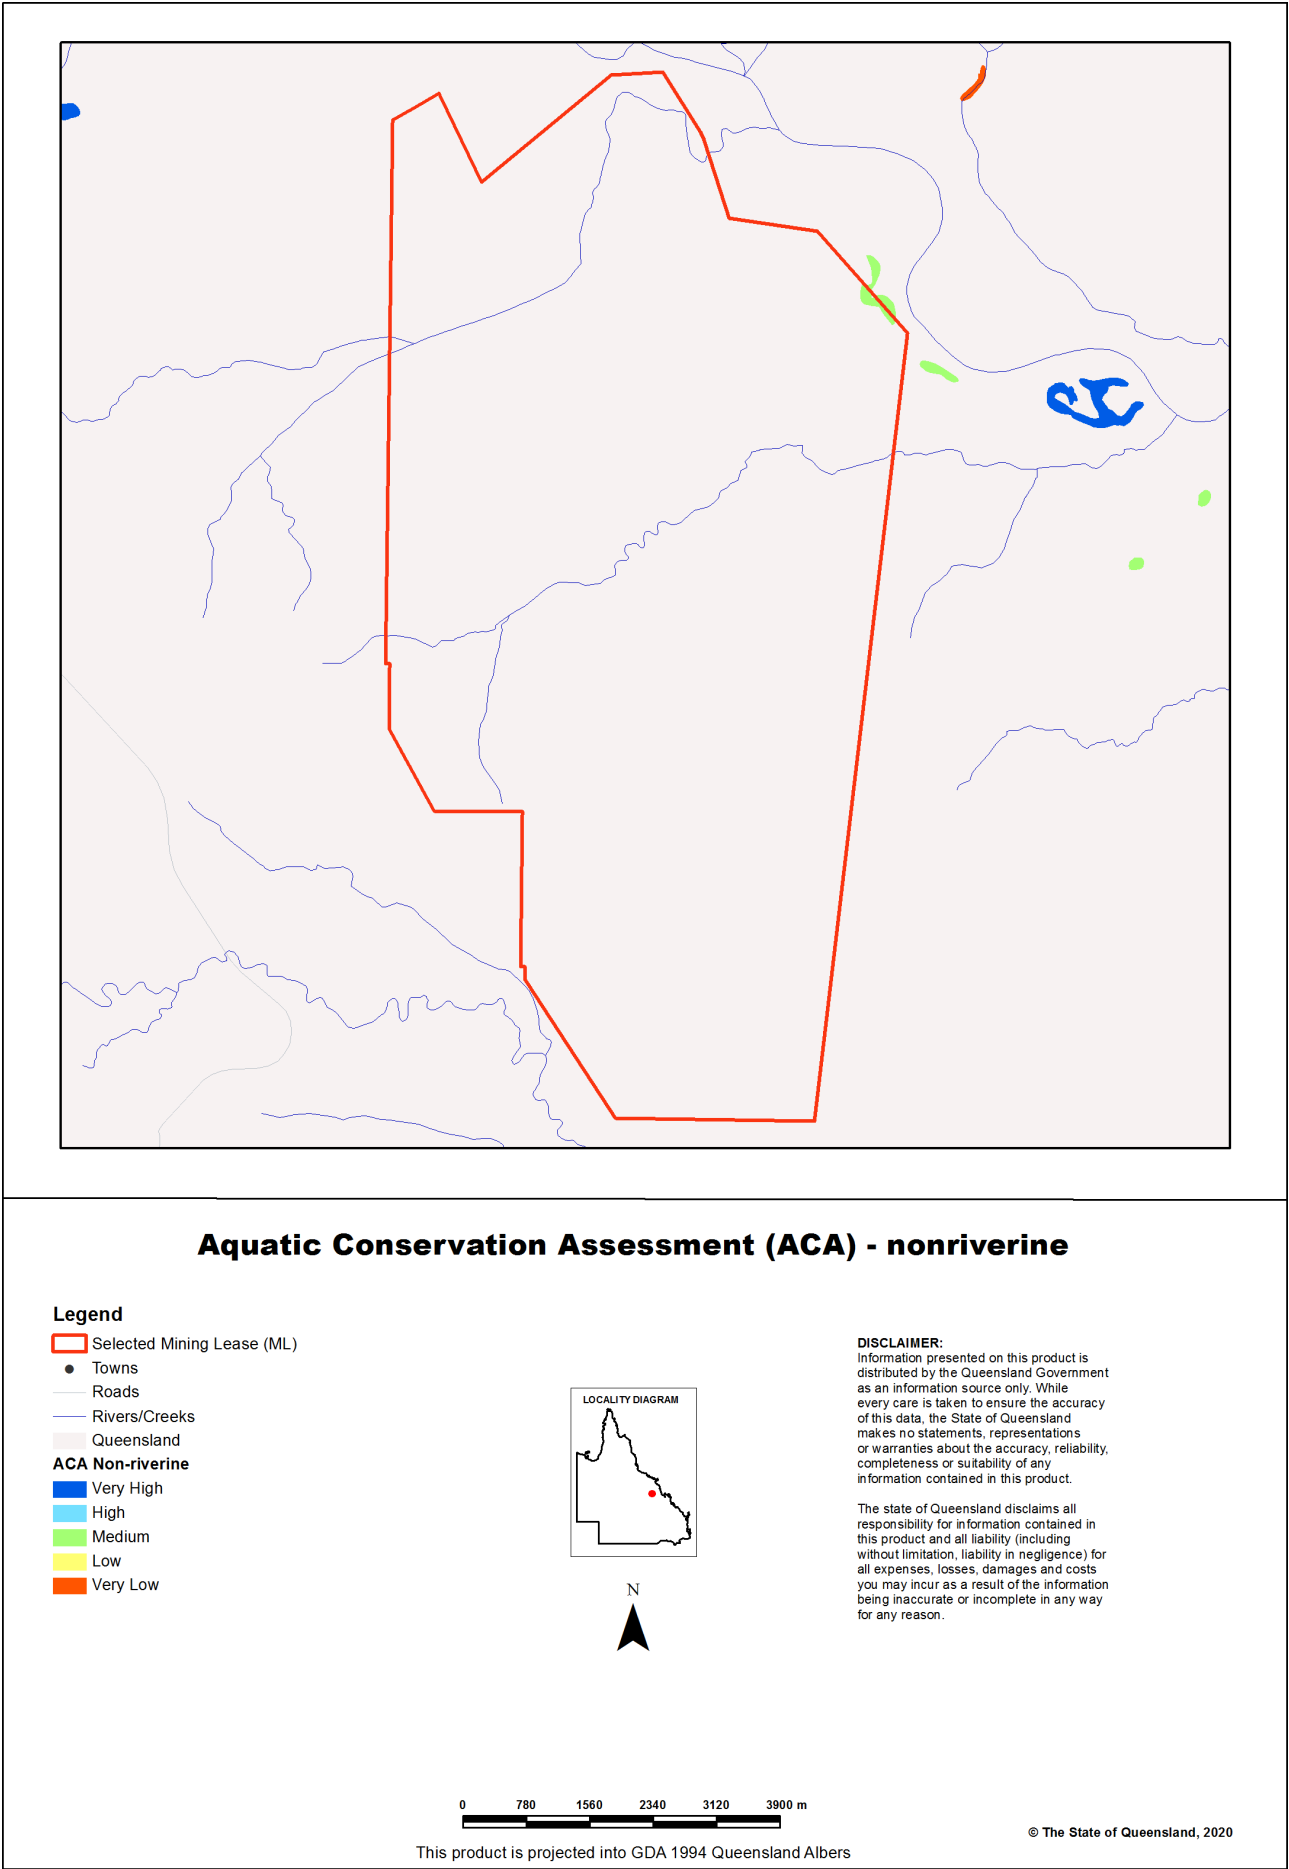 Aquatic Conservation Assessment (ACA) - nonriverine
Legend
Selected Mining Lease (ML)
Towns
Roads
Rivers/Creeks
Queensland
ACA Non-riverine
Very High
High
Medium
Low
Very Low
LOCALITY DIAGRAM
N
DISCLAIMER:
Information presented on this product is
distributed by the Queensland Government
as an information source only. While
every care is taken to ensure the accuracy
of this data, the State of Queensland
makes no statements, representations
or warranties about the accuracy, reliability,
completeness or suitability of any
information contained in this product.
The state of Queensland disclaims all
responsibility for information contained in
this product and all liability (including
without limitation, liability in negligence) for
all expenses, losses, damages and costs
you may incur as a result of the information
being inaccurate or incomplete in any way
for any reason.
0 780 1560 2340 3120 3900 m
This product is projected into GDA 1994 Queensland Albers
© The State of Queensland, 2020